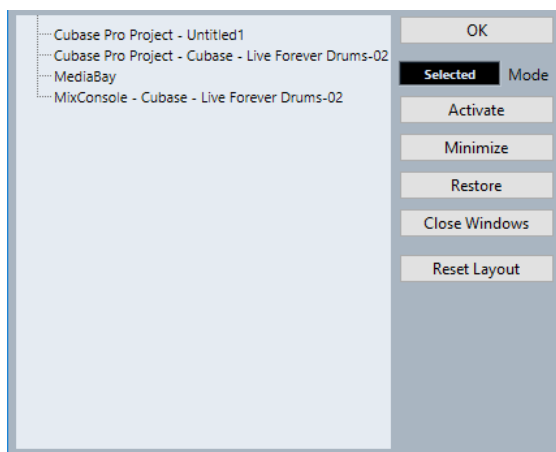 Cubase Pro Project - Untitled1
Cubase Pro Project - Cubase - Live Forever Drums-02
MediaBay
MixConsole - Cubase - Live Forever Drums-02
OK
Selected Mode
Activate
Minimize
Restore
Close Windows
Reset Layout